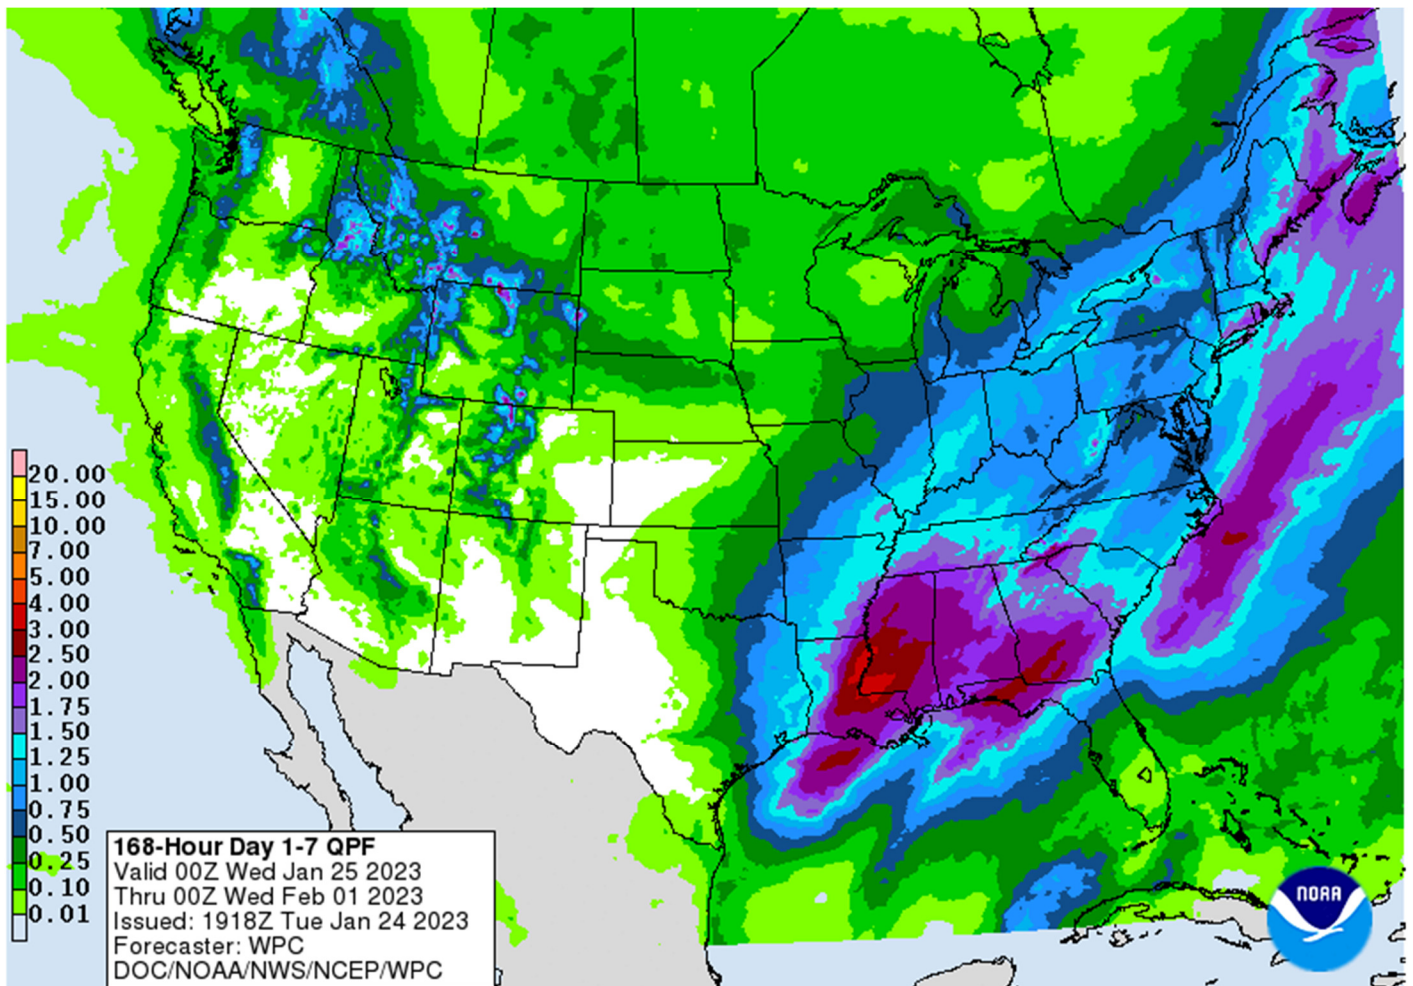 20.00
15.00
10.00
7.00
5.00
4.00
3.00
2.50
2.00
1.75
1.50
1.25
1.00
0.75
0.50
0.25
0.10
0.01
168-Hour Day 1-7 QPF
Valid 00Z Wed Jan 25 2023
Thru 00Z Wed Feb 01 2023
Issued: 1918Z Tue Jan 24 2023
Forecaster: WPC
DOC/NOAA/NWS/NCEP/WPC
NOAA